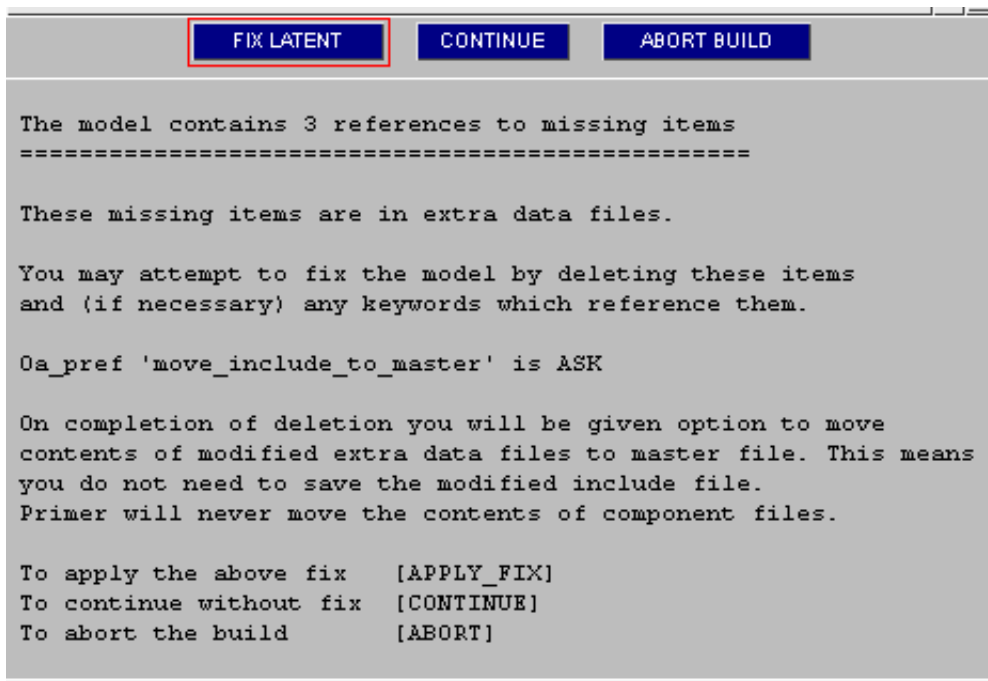 FIX LATENT CONTINUE ABORT BUILD
The model contains 3 references to missing items
=================================================
These missing items are in extra data files.
You may attempt to fix the model by deleting these items
and (if necessary) any keywords which reference them.
Oa_pref 'move_include_to_master' is ASK
On completion of deletion you will be given option to move
contents of modified extra data files to master file. This means
you do not need to save the modified include file.
Primer will never move the contents of component files.
To apply the above fix [APPLY_FIX]
To continue without fix [CONTINUE]
To abort the build [ABORT]